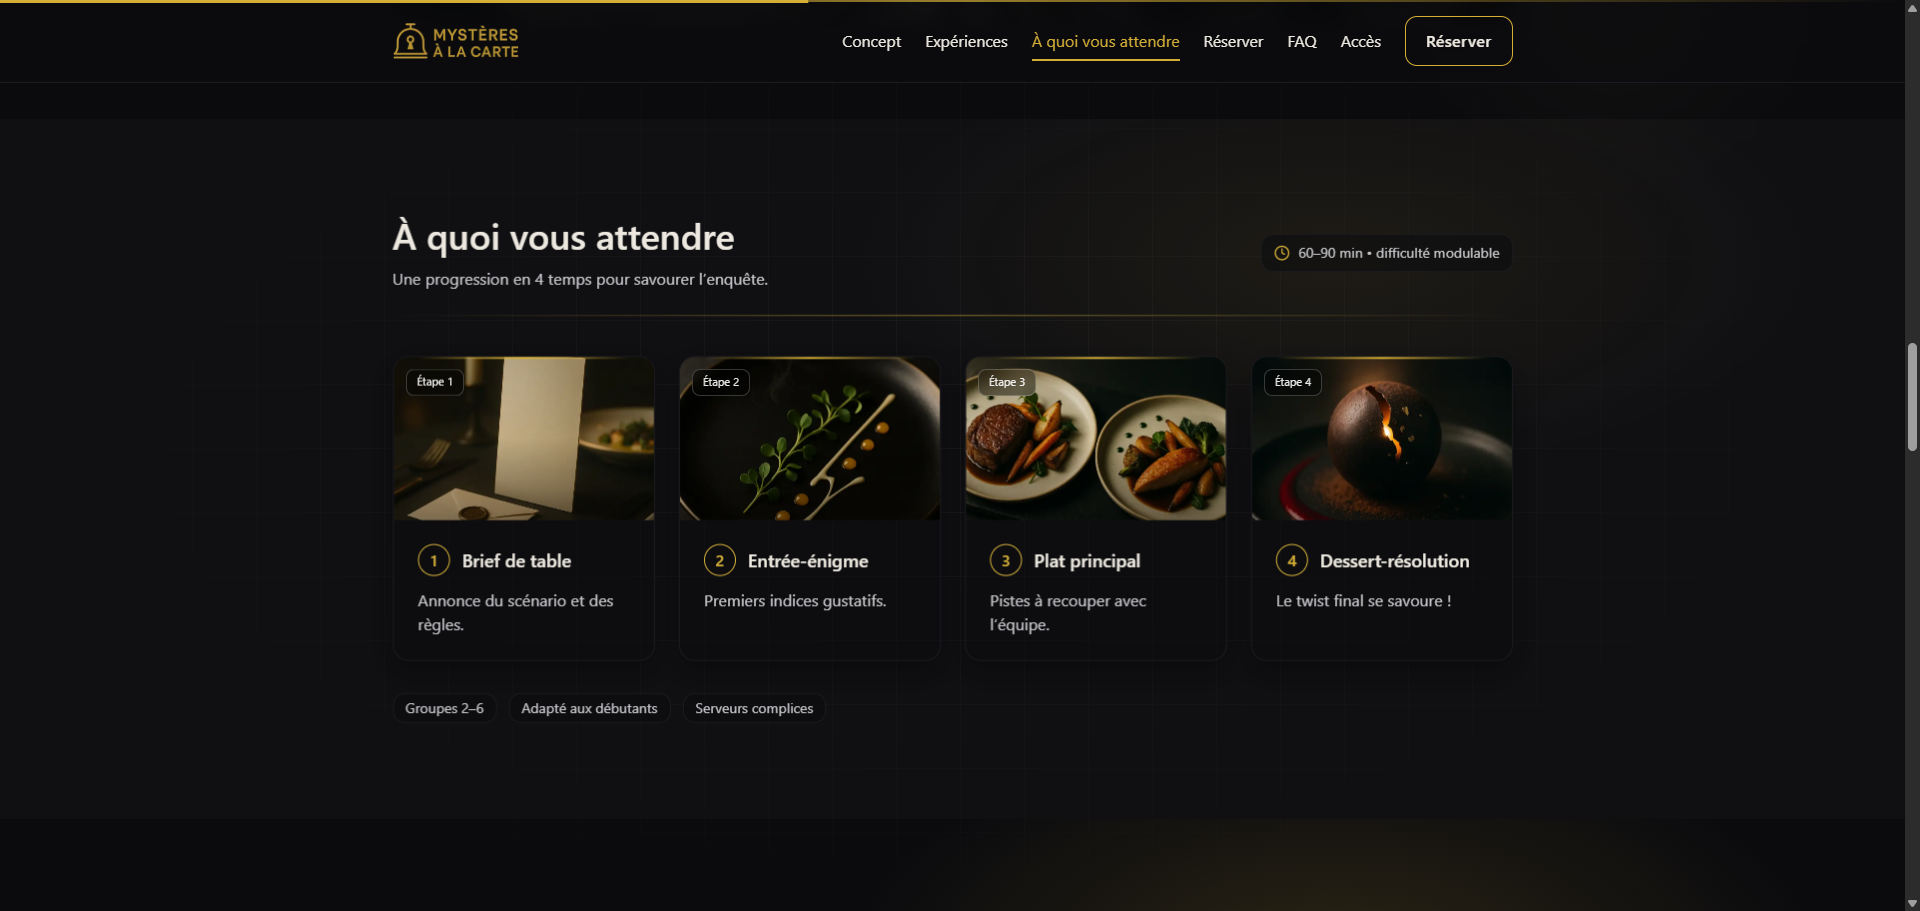 MYSTÈRES
À LA CARTE
Concept
Expériences
À quoi vous attendre
Réserver
FAQ
Accès
Réserver
À quoi vous attendre
Une progression en 4 temps pour savourer l'enquête.
60–90 min • difficulté modulable
Étape 1
Étape 2
Étape 3
Étape 4
1 Brief de table
Annonce du scénario et des
règles.
2 Entrée-énigme
Premiers indices gustatifs.
3 Plat principal
Pistes à recouper avec
l'équipe.
4 Dessert-résolution
Le twist final se savoure !
Groupes 2–6
Adapté aux débutants
Serveurs complices